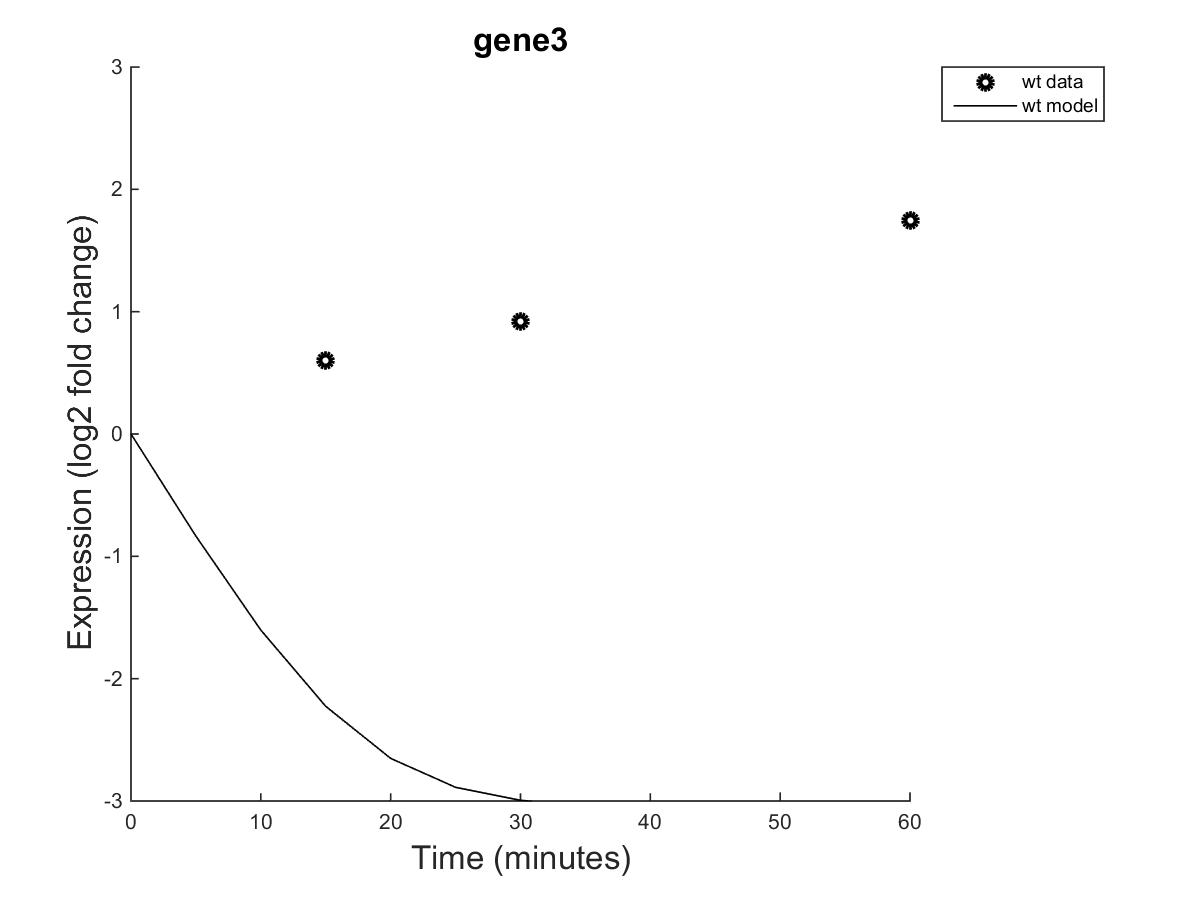 gene3
wt data
wt model
Expression (log2 fold change)
3
2
1
0
-1
-2
-3
0 10 20 30 40 50 60
Time (minutes)